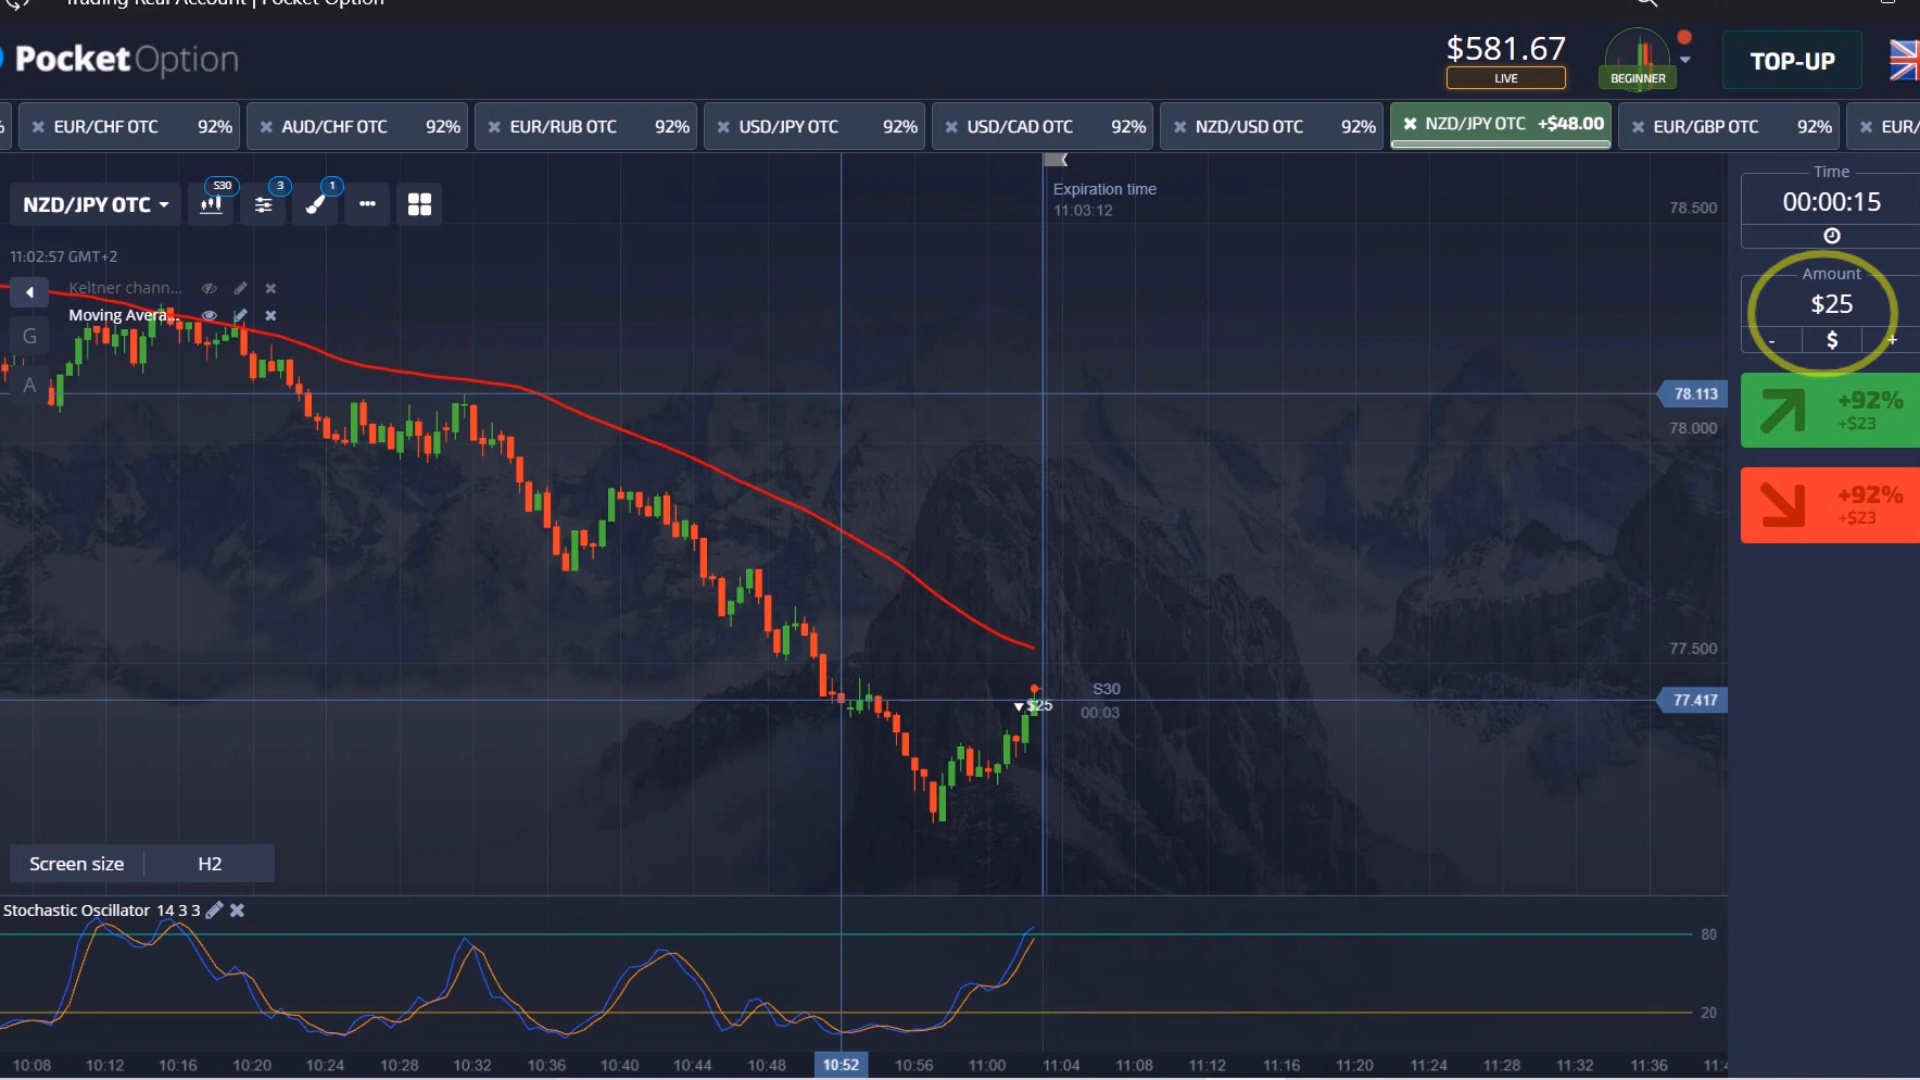 Trading Real Account | Pocket Option
PocketOption
$581.67
LIVE
BEGINNER
TOP-UP
%
EUR/CHF OTC 92%
AUD/CHF OTC 92%
EUR/RUB OTC 92%
USD/JPY OTC 92%
USD/CAD OTC 92%
NZD/USD OTC 92%
NZD/JPY OTC +$48.00
EUR/GBP OTC 92%
EUR/
NZD/JPY OTC
S30
3
1
11:02:57 GMT+2
Keltner chann...
Moving Avera...
G
A
Expiration time
11:03:12
78.500
78.113
78.000
77.500
77.417
S30
00:03
$25
Time
00:00:15
Amount
$25
- $ +
+92%
+$23
+92%
+$23
Screen size H2
Stochastic Oscillator 14 3 3
80
20
10:08 10:12 10:16 10:20 10:24 10:28 10:32 10:36 10:40 10:44 10:48 10:52 10:56 11:00 11:04 11:08 11:12 11:16 11:20 11:24 11:28 11:32 11:36 11:4